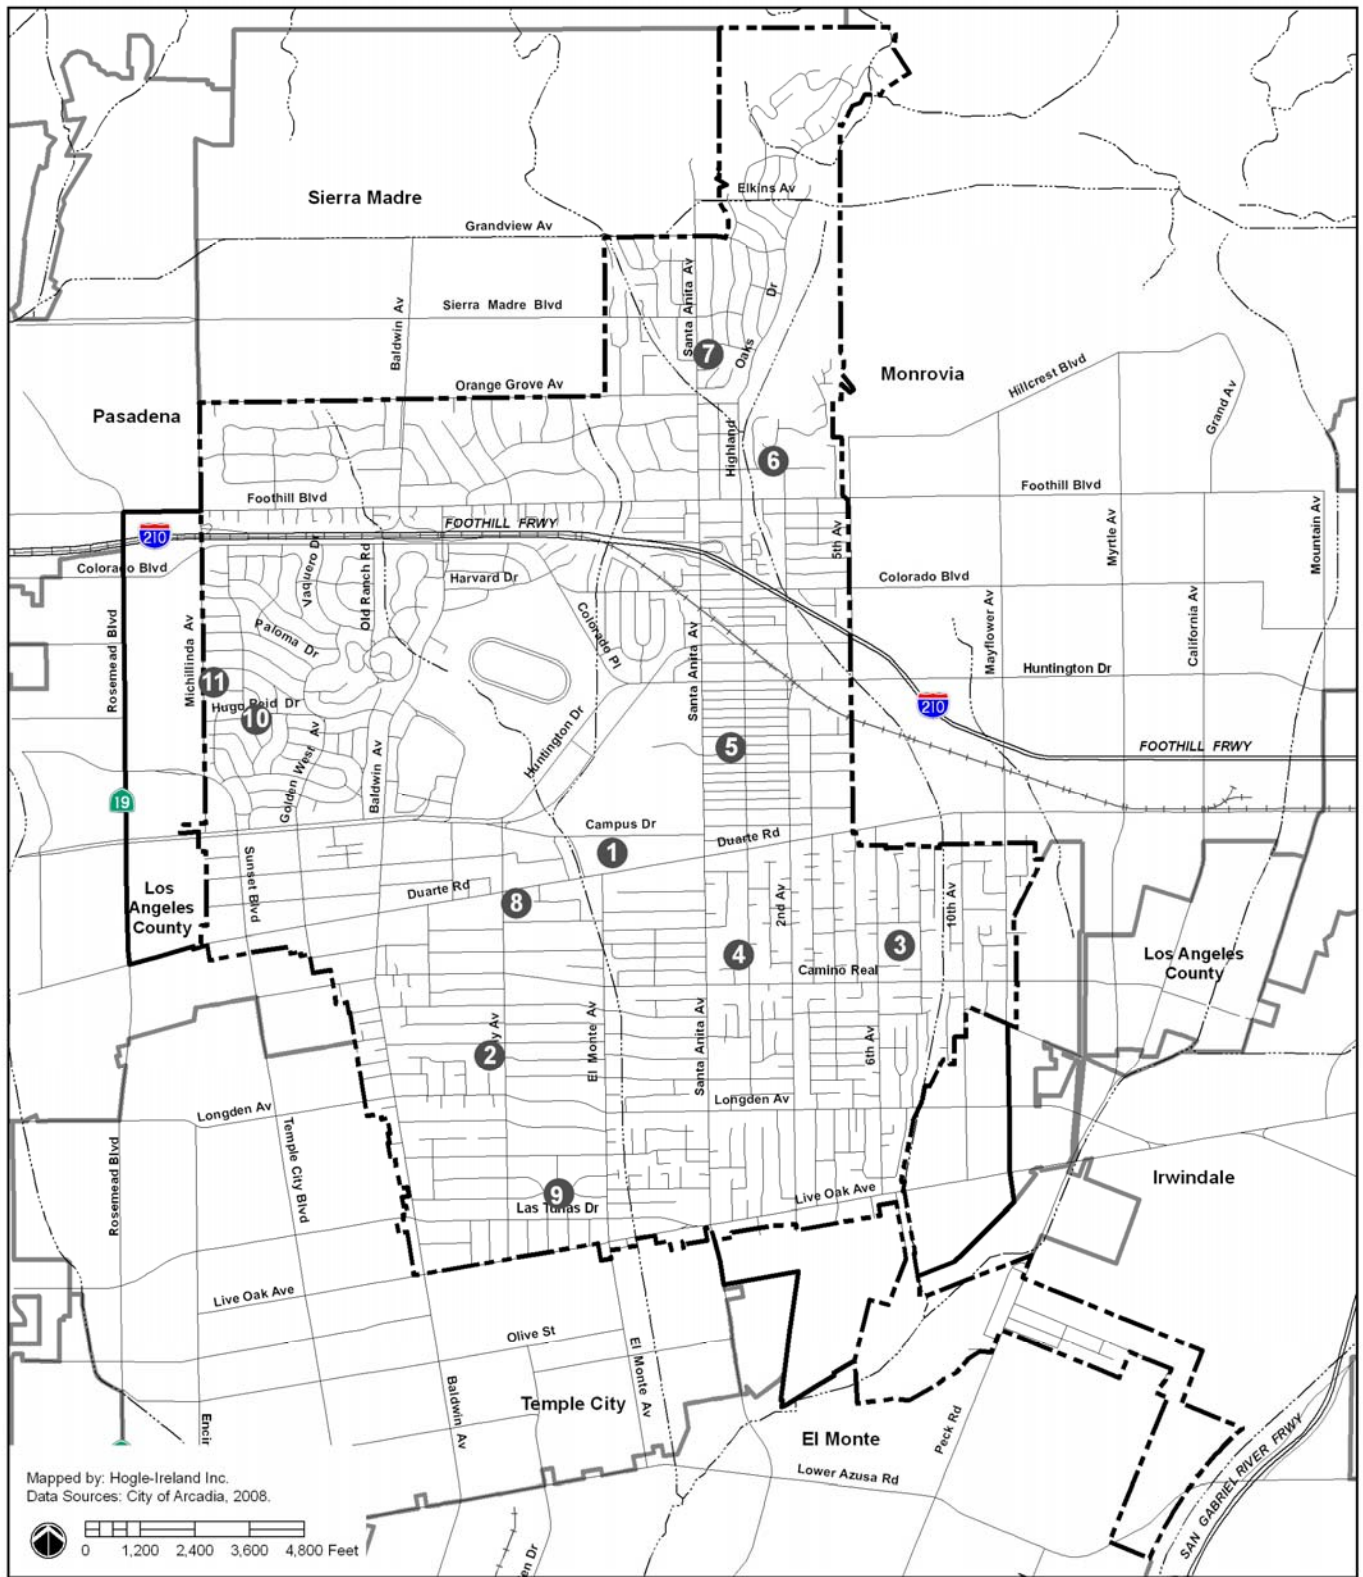 Sierra Madre
Elkins Av
Grandview Av
Santa Anita Av
Dr
Baldwin Av
Sierra Madre Blvd
7
Oaks
Monrovia
Hillcrest Blvd
Orange Grove Av
Grand Av
Pasadena
Highland
6
Foothill Blvd
Foothill Blvd
Mountain Av
210
FOOTHILL FRWY
5th Av
Myrtle Av
Colorado Blvd
Vaquero Dr
Old Ranch Rd
Harvard Dr
Colorado Blvd
Rosemead Blvd
Michillinda Av
Paloma Dr
Colorado Pl
Santa Anita Av
Mayflower Av
California Av
Huntington Dr
11
Hugo Reid Dr
10
210
Golden West Av
Baldwin Av
Huntington Dr
5
FOOTHILL FRWY
19
Campus Dr
Duarte Rd
1
Sunset Blvd
Los
Angeles
County
Duarte Rd
8
2nd Av
10th Av
4
3
Camino Real
Los Angeles
County
y Av
2
El Monte Av
Santa Anita Av
6th Av
Longden Av
Longden Av
Temple City Blvd
Rosemead Blvd
Irwindale
9
Las Tunas Dr
Live Oak Ave
Live Oak Ave
Olive St
El Monte Av
Baldwin Av
Temple City
El Monte
Peck Rd
Encin
Lower Azusa Rd
SAN GABRIEL RIVER FRWY
en Dr
Mapped by: Hogle-Ireland Inc.
Data Sources: City of Arcadia, 2008.
0 1,200 2,400 3,600 4,800 Feet